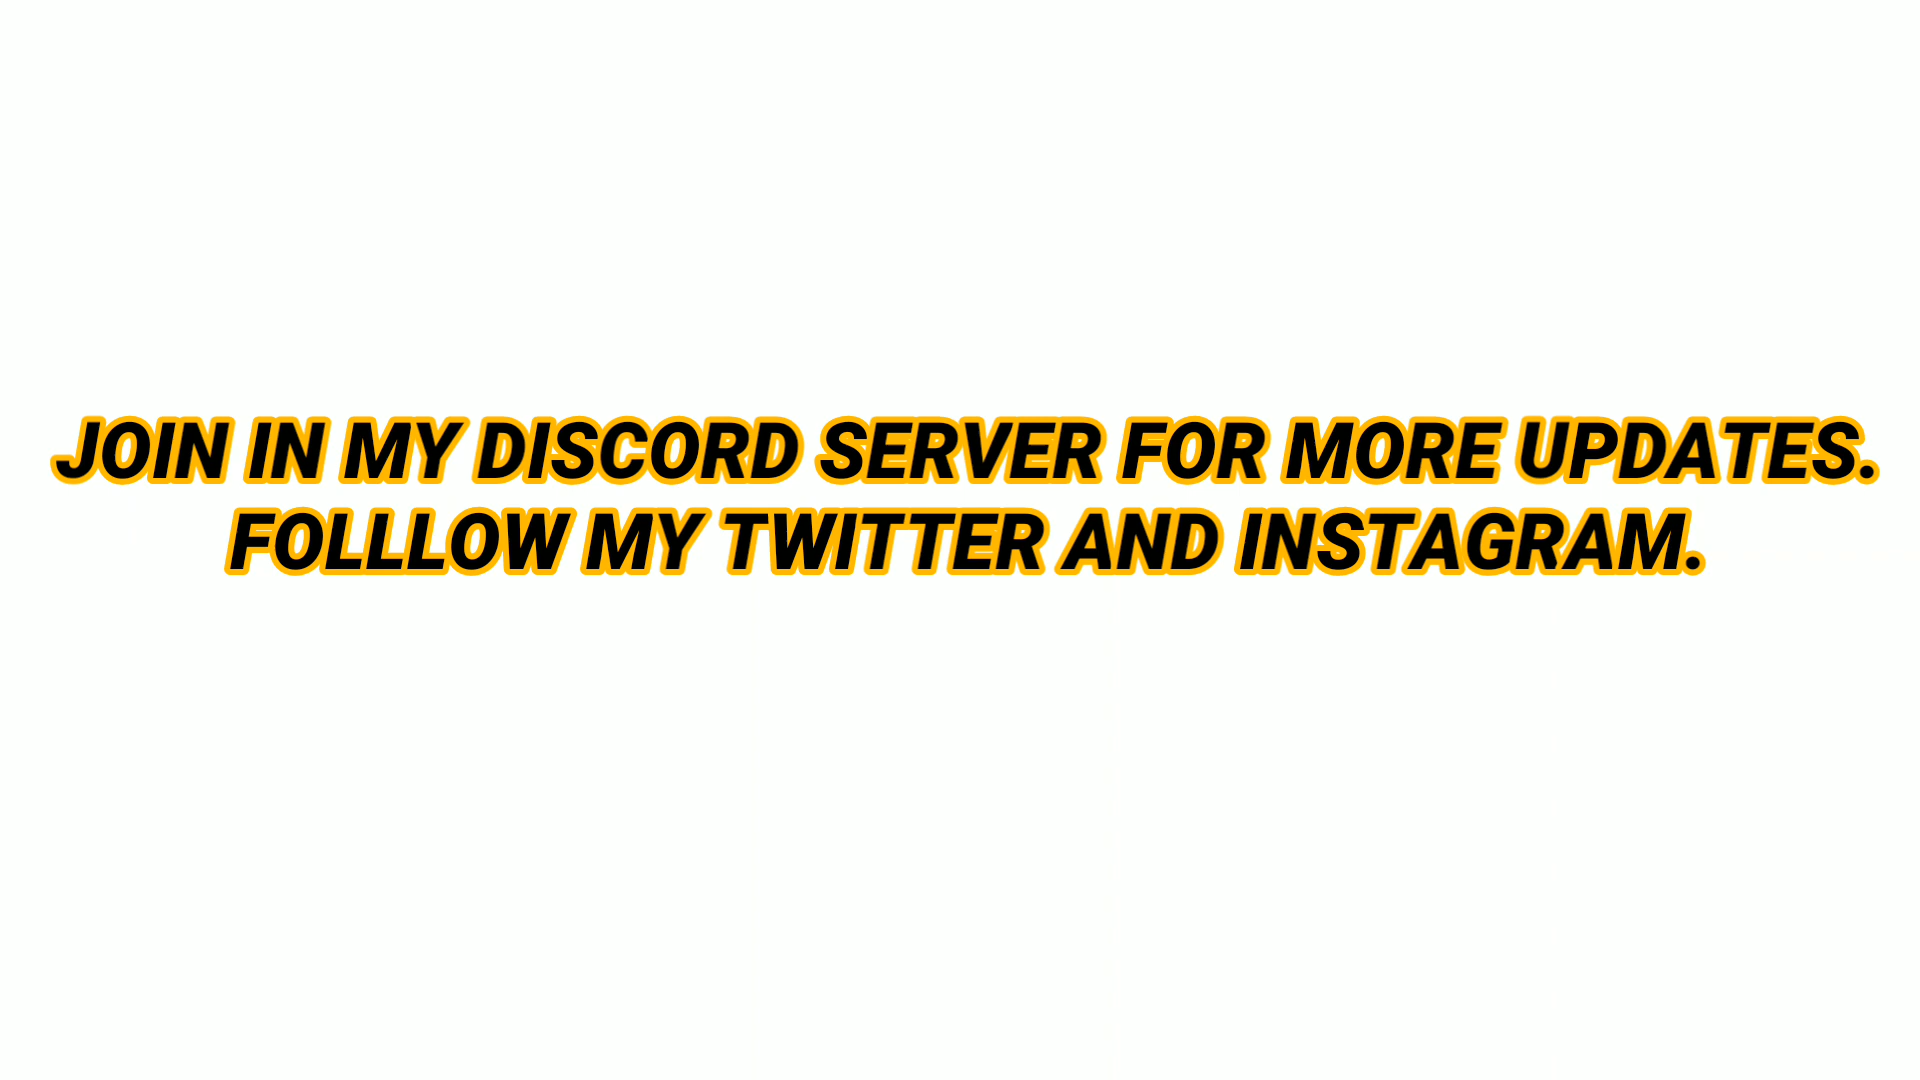 JOIN IN MY DISCORD SERVER FOR MORE UPDATES.
FOLLLOW MY TWITTER AND INSTAGRAM.